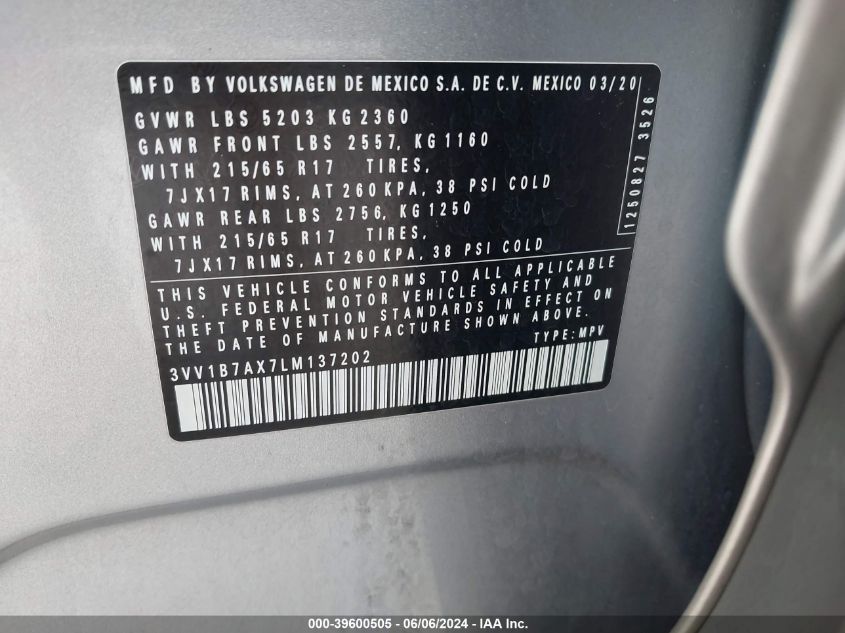 MFD BY VOLKSWAGEN DE MEXICO S.A. DE C.V. MEXICO 03/20
GVWR LBS 5203 KG 2360
GAWR FRONT LBS 2557, KG 1160
WITH 215/65 R17 TIRES,
7JX17 RIMS, AT 260 KPA, 38 PSI COLD
GAWR REAR LBS 2756, KG 1250
WITH 215/65 R17 TIRES,
7JX17 RIMS, AT 260 KPA, 38 PSI COLD
1250827 3526
THIS VEHICLE CONFORMS TO ALL APPLICABLE
U.S. FEDERAL MOTOR VEHICLE SAFETY AND
THEFT PREVENTION STANDARDS IN EFFECT ON
THE DATE OF MANUFACTURE SHOWN ABOVE.
TYPE: MPV
3VV1B7AX7LM137202
000-39600505 - 06/06/2024 - IAA Inc.